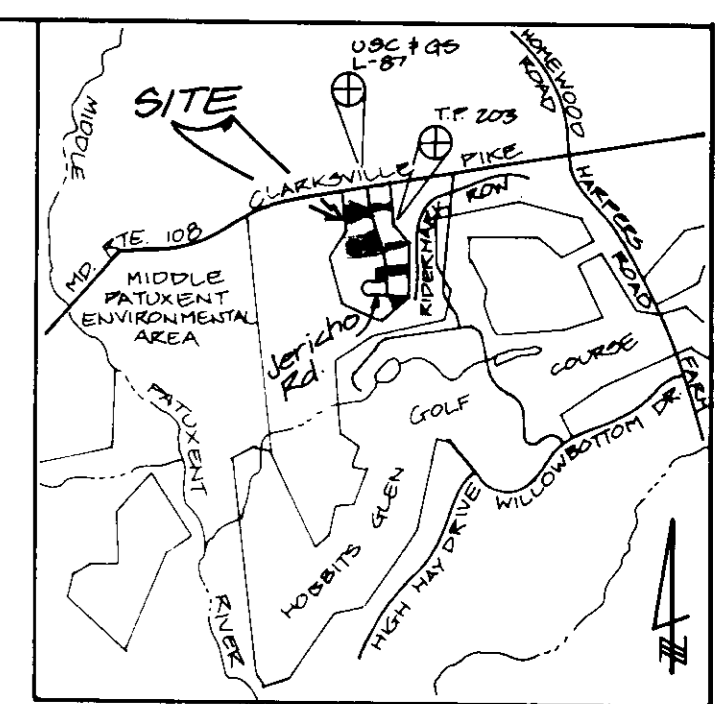 USC & GS
L-87
SITE
T.P. 203
HOMEWOOD
ROAD
MIDDLE
CLARKSVILLE PIKE
MD. RTE. 108
RIDERMARK ROW
HARPERS
ROAD
FARM
MIDDLE
PATUXENT
ENVIRONMENTAL
AREA
Jericho
Rd.
PATUXENT
RIVER
GOLF
COURSE
WILLOWBOTTOM DR.
HOBBITS GLEN
HIGH HAY DRIVE
N